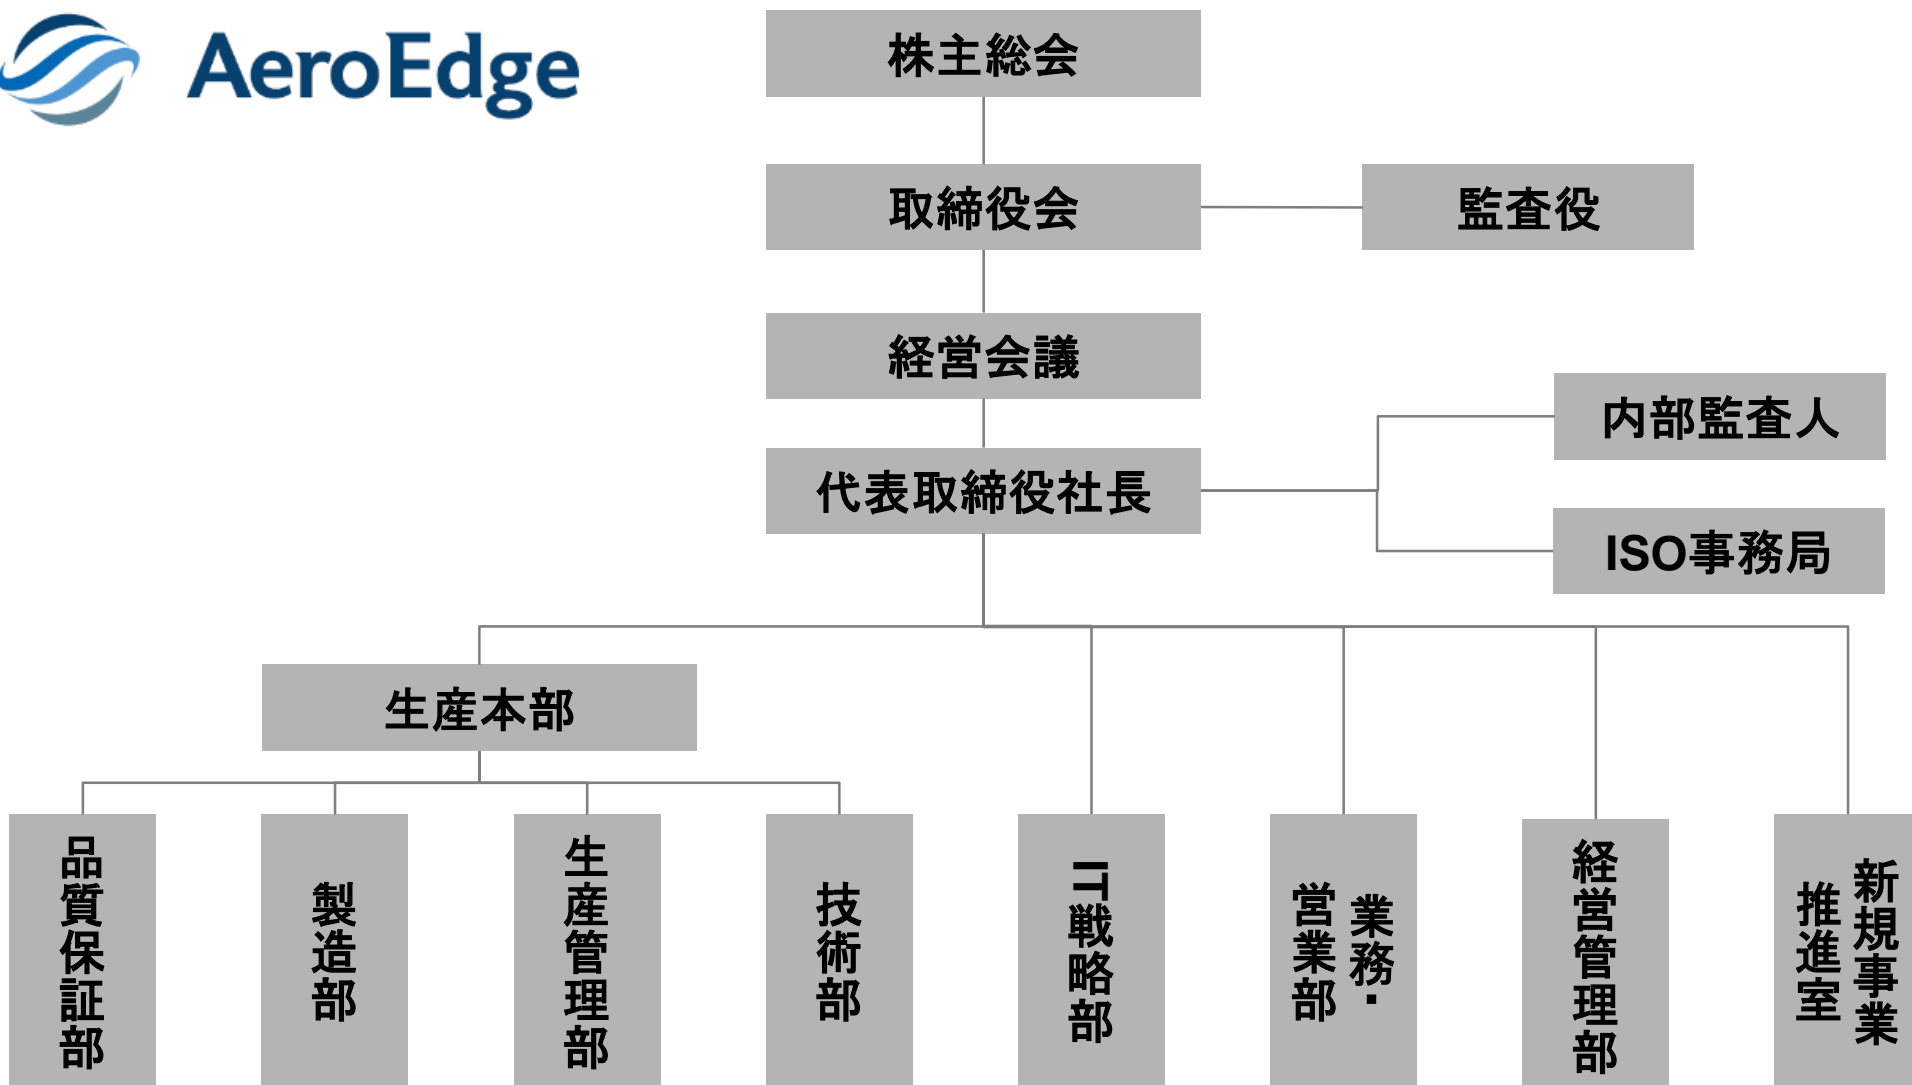 AeroEdge
株主総会
取締役会
監査役
経営会議
内部監査人
代表取締役社長
ISO事務局
生産本部
品質保証部
製造部
生産管理部
技術部
IT戦略部
業務・
営業部
経営管理部
新規事業
推進室